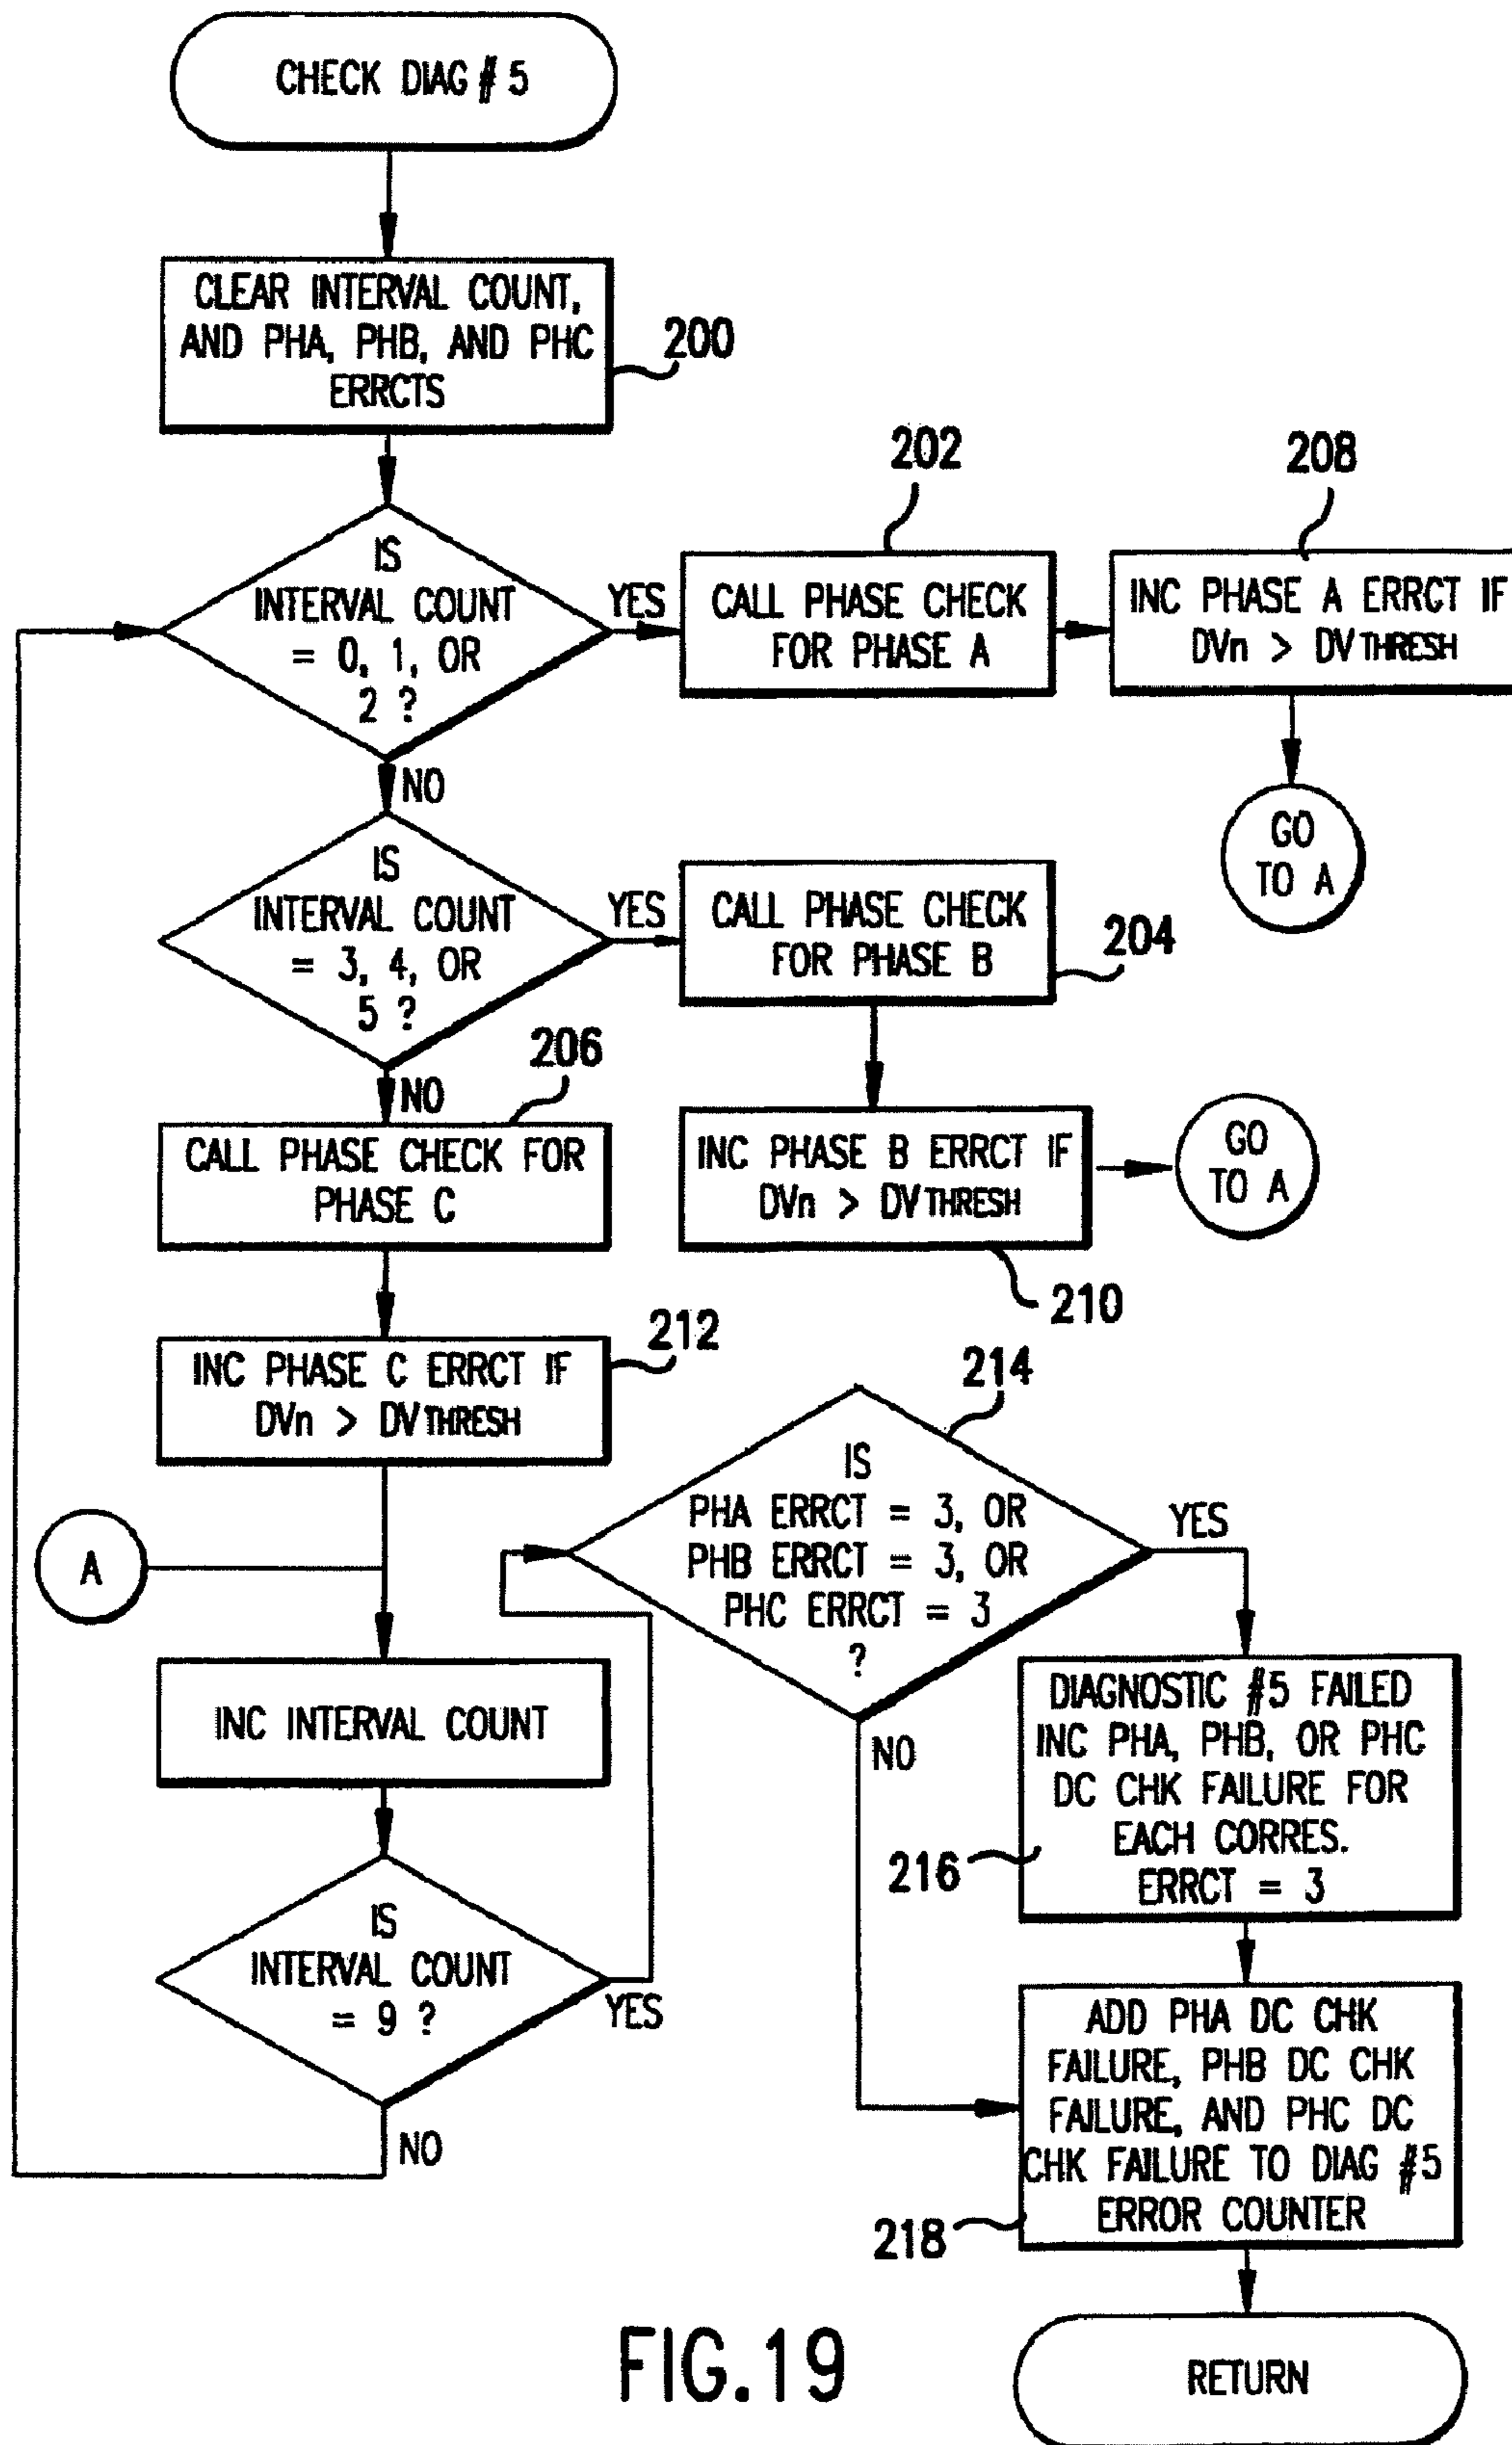 CHECK DIAG #5
CLEAR INTERVAL COUNT,
AND PHA, PHB, AND PHC
ERRCTS
200
IS
INTERVAL COUNT
= 0, 1, OR
2 ?
YES
NO
202
CALL PHASE CHECK
FOR PHASE A
208
INC PHASE A ERRCT IF
DVn > DVTHRESH
GO
TO A
IS
INTERVAL COUNT
= 3, 4, OR
5 ?
YES
NO
CALL PHASE CHECK
FOR PHASE B
204
206
CALL PHASE CHECK FOR
PHASE C
INC PHASE B ERRCT IF
DVn > DVTHRESH
210
GO
TO A
212
INC PHASE C ERRCT IF
DVn > DVTHRESH
A
INC INTERVAL COUNT
IS
INTERVAL COUNT
= 9 ?
YES
NO
214
IS
PHA ERRCT = 3, OR
PHB ERRCT = 3, OR
PHC ERRCT = 3
?
YES
NO
DIAGNOSTIC #5 FAILED
INC PHA, PHB, OR PHC
DC CHK FAILURE FOR
EACH CORRES.
ERRCT = 3
216
ADD PHA DC CHK
FAILURE, PHB DC CHK
FAILURE, AND PHC DC
CHK FAILURE TO DIAG #5
ERROR COUNTER
218
RETURN
FIG.19